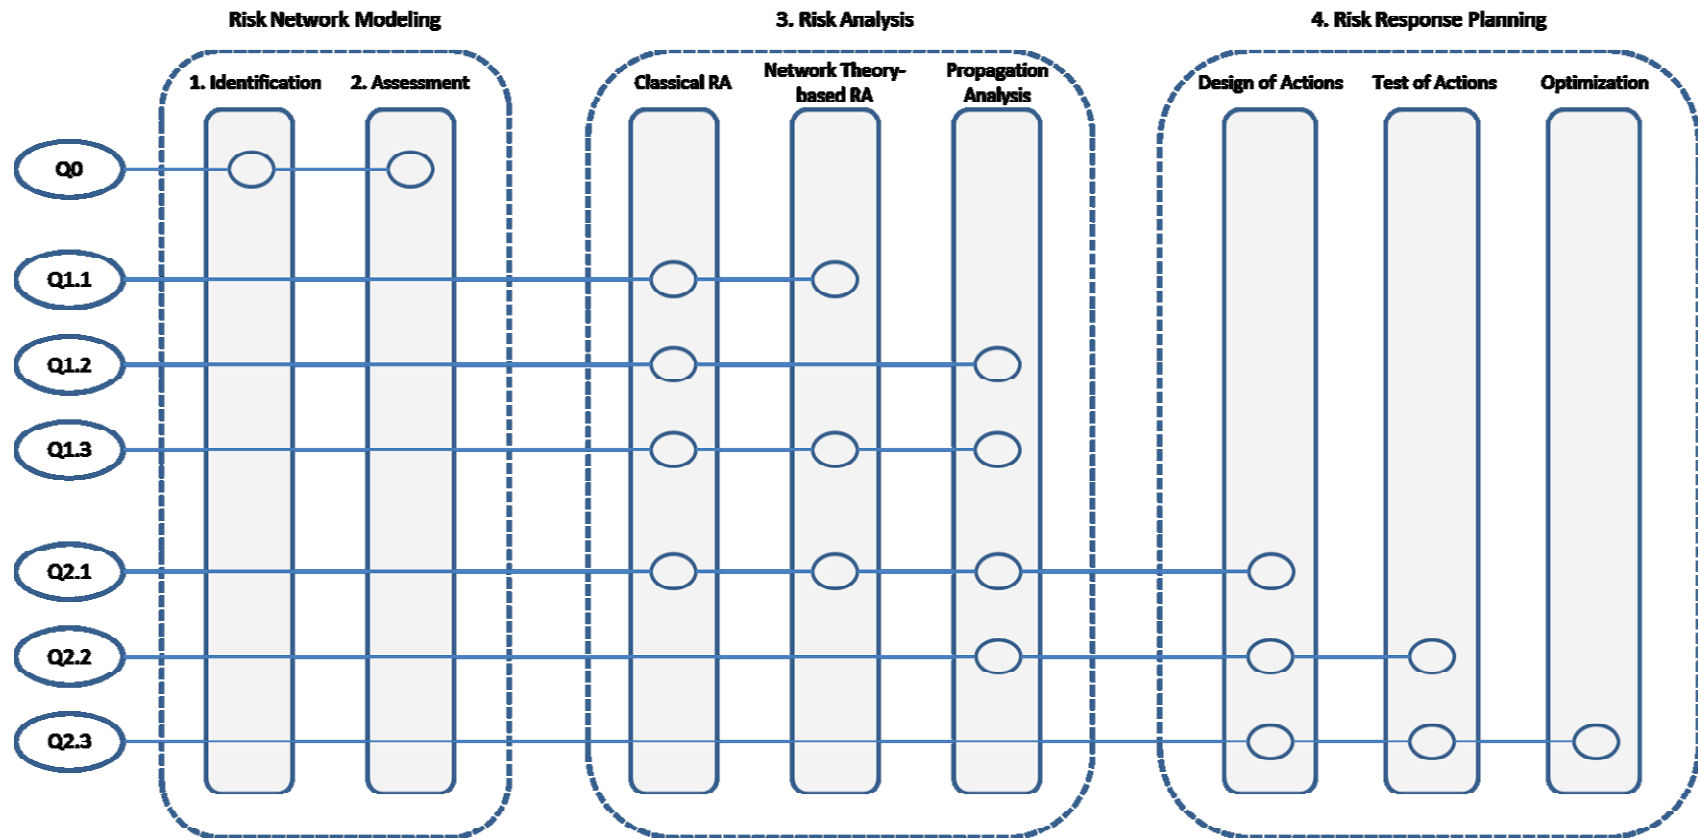 Risk Network Modeling
3. Risk Analysis
4. Risk Response Planning
1. Identification
2. Assessment
Classical RA
Network Theory-
based RA
Propagation
Analysis
Design of Actions
Test of Actions
Optimization
Q0
Q1.1
Q1.2
Q1.3
Q2.1
Q2.2
Q2.3